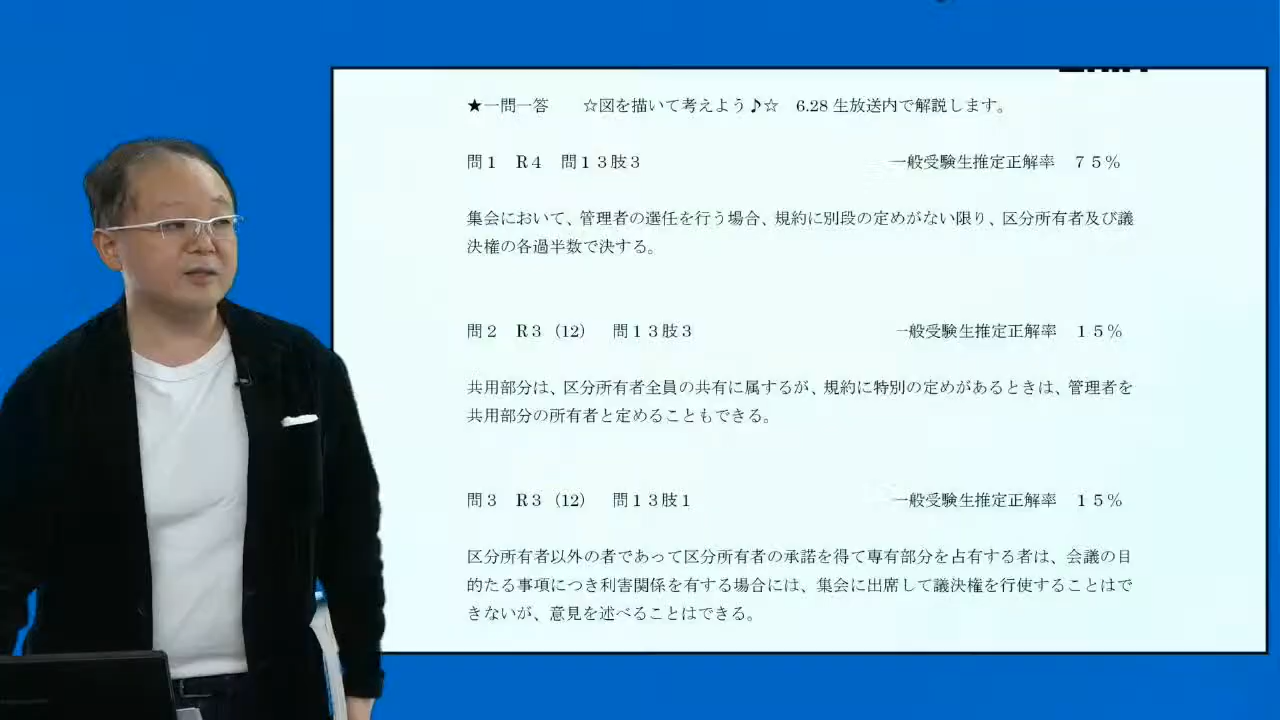 ★一問一答　　☆図を描いて考えよう♪☆　6.28 生放送内で解説します。
問１　R４　問１３肢３　一般受験生推定正解率　７５％
集会において、管理者の選任を行う場合、規約に別段の定めがない限り、区分所有者及び議
決権の各過半数で決する。
問２　R３（12）　問１３肢３　一般受験生推定正解率　１５％
共用部分は、区分所有者全員の共有に属するが、規約に特別の定めがあるときは、管理者を
共用部分の所有者と定めることもできる。
問３　R３（12）　問１３肢１　一般受験生推定正解率　１５％
区分所有者以外の者であって区分所有者の承諾を得て専有部分を占有する者は、会議の目
的たる事項につき利害関係を有する場合には、集会に出席して議決権を行使することはで
きないが、意見を述べることはできる。